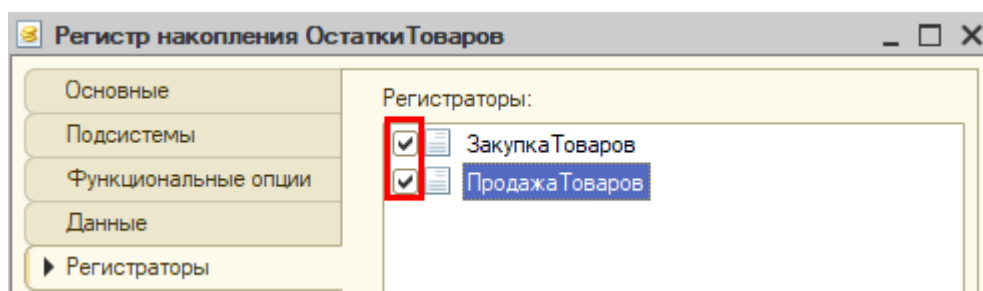 Регистр накопления ОстаткиТоваров
Основные
Подсистемы
Функциональные опции
Данные
Регистраторы
Регистраторы:
ЗакупкаТоваров
ПродажаТоваров